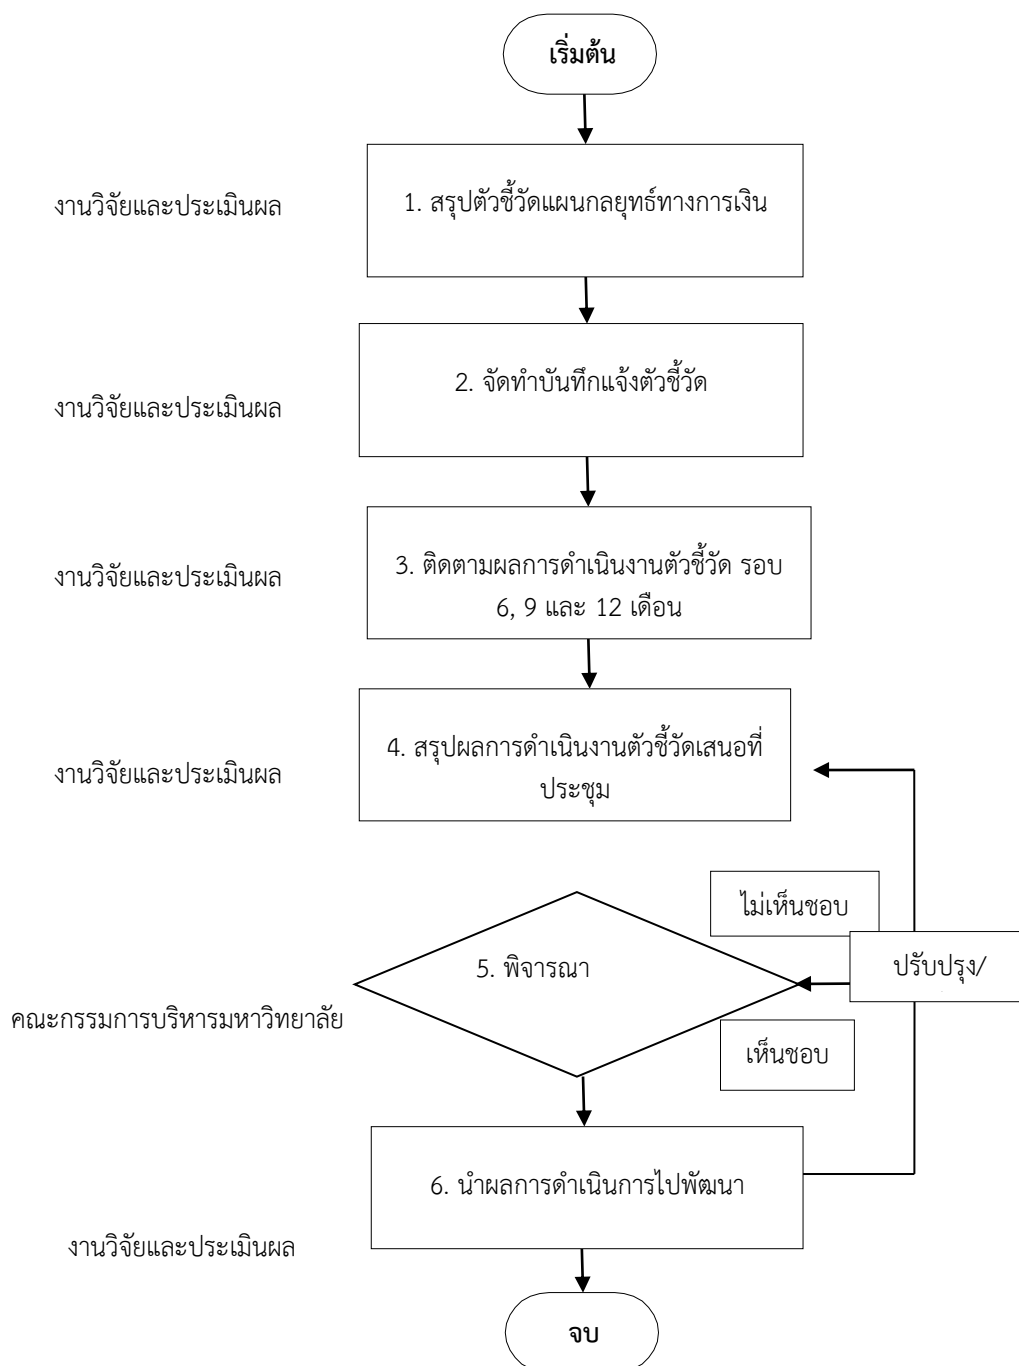 เริ่มต้น
งานวิจัยและประเมินผล
1. สรุปตัวชี้วัดแผนกลยุทธ์ทางการเงิน
2. จัดทำบันทึกแจ้งตัวชี้วัด
งานวิจัยและประเมินผล
3. ติดตามผลการดำเนินงานตัวชี้วัด รอบ
6, 9 และ 12 เดือน
งานวิจัยและประเมินผล
4. สรุปผลการดำเนินงานตัวชี้วัดเสนอที่
ประชุม
งานวิจัยและประเมินผล
ไม่เห็นชอบ
5. พิจารณา
ปรับปรุง/
คณะกรรมการบริหารมหาวิทยาลัย
เห็นชอบ
6. นำผลการดำเนินการไปพัฒนา
งานวิจัยและประเมินผล
จบ